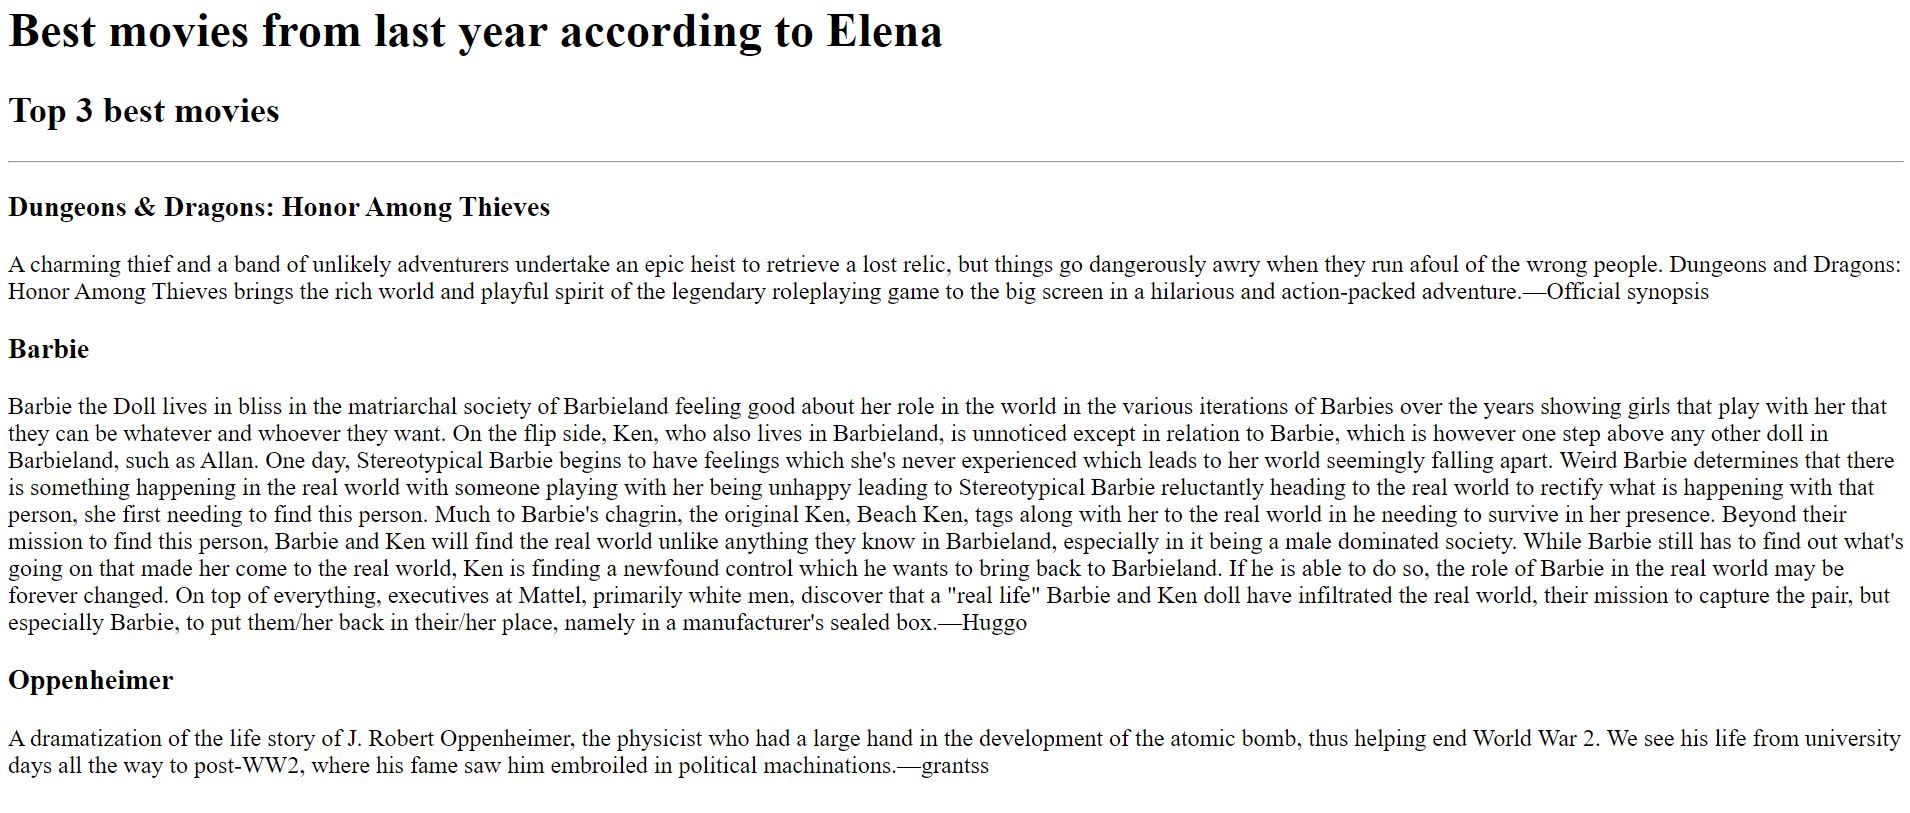 Best movies from last year according to Elena
Top 3 best movies
Dungeons & Dragons: Honor Among Thieves
A charming thief and a band of unlikely adventurers undertake an epic heist to retrieve a lost relic, but things go dangerously awry when they run afoul of the wrong people. Dungeons and Dragons:
Honor Among Thieves brings the rich world and playful spirit of the legendary roleplaying game to the big screen in a hilarious and action-packed adventure.—Official synopsis
Barbie
Barbie the Doll lives in bliss in the matriarchal society of Barbieland feeling good about her role in the world in the various iterations of Barbies over the years showing girls that play with her that
they can be whatever and whoever they want. On the flip side, Ken, who also lives in Barbieland, is unnoticed except in relation to Barbie, which is however one step above any other doll in
Barbieland, such as Allan. One day, Stereotypical Barbie begins to have feelings which she's never experienced which leads to her world seemingly falling apart. Weird Barbie determines that there
is something happening in the real world with someone playing with her being unhappy leading to Stereotypical Barbie reluctantly heading to the real world to rectify what is happening with that
person, she first needing to find this person. Much to Barbie's chagrin, the original Ken, Beach Ken, tags along with her to the real world in he needing to survive in her presence. Beyond their
mission to find this person, Barbie and Ken will find the real world unlike anything they know in Barbieland, especially in it being a male dominated society. While Barbie still has to find out what's
going on that made her come to the real world, Ken is finding a newfound control which he wants to bring back to Barbieland. If he is able to do so, the role of Barbie in the real world may be
forever changed. On top of everything, executives at Mattel, primarily white men, discover that a "real life" Barbie and Ken doll have infiltrated the real world, their mission to capture the pair, but
especially Barbie, to put them/her back in their/her place, namely in a manufacturer's sealed box.—Huggo
Oppenheimer
A dramatization of the life story of J. Robert Oppenheimer, the physicist who had a large hand in the development of the atomic bomb, thus helping end World War 2. We see his life from university
days all the way to post-WW2, where his fame saw him embroiled in political machinations.—grantss